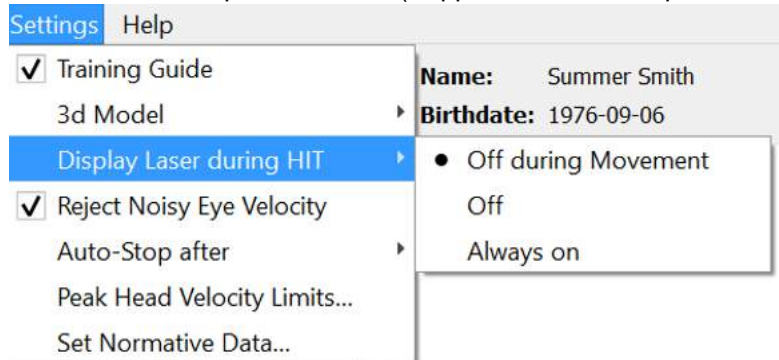 Settings Help
✓ Training Guide
Name: Summer Smith
3d Model
Birthdate: 1976-09-06
Display Laser during HIT
● Off during Movement
✓ Reject Noisy Eye Velocity
Off
Auto-Stop after
Always on
Peak Head Velocity Limits...
Set Normative Data...